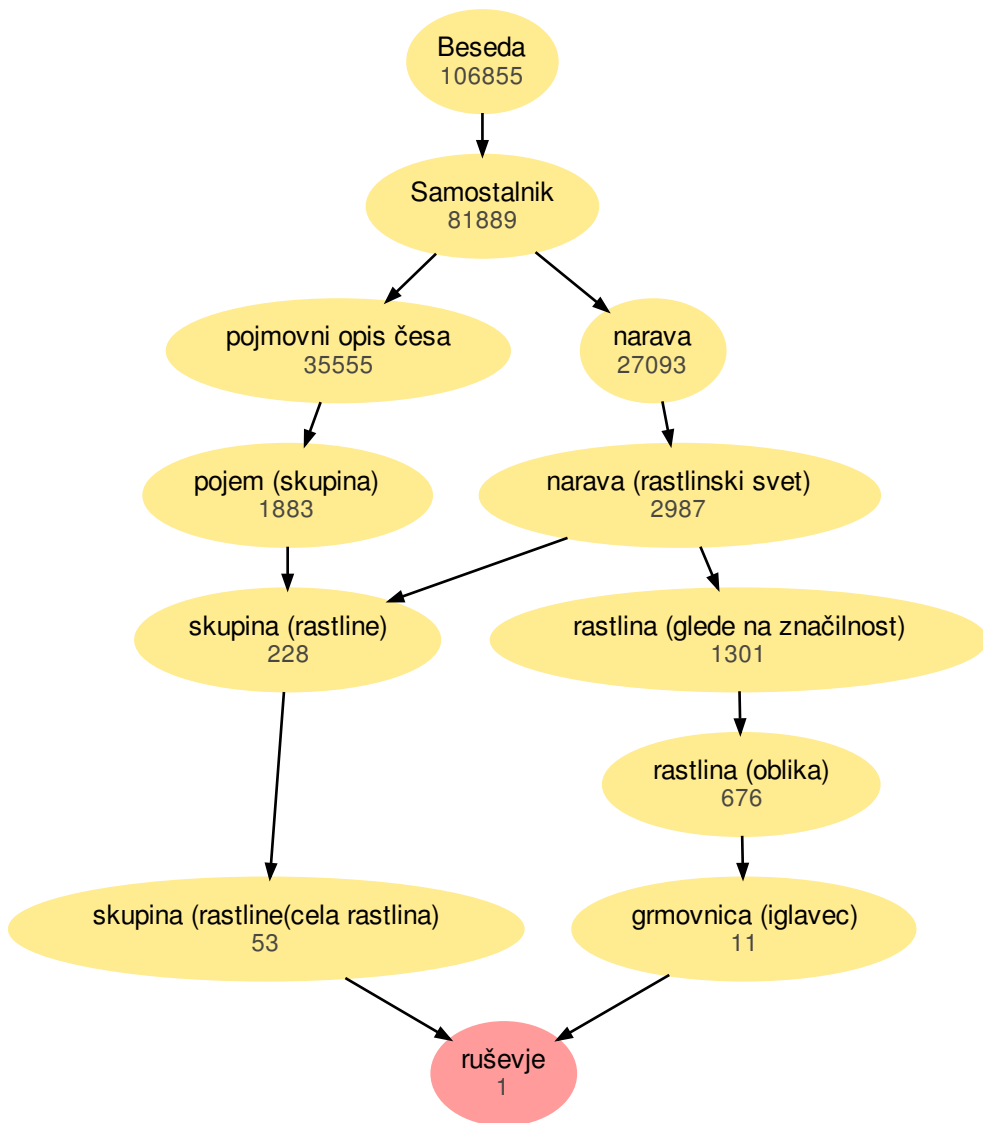 Beseda
106855
Samostalnik
81889
pojmovni opis česa
35555
narava
27093
pojem (skupina)
1883
narava (rastlinski svet)
2987
skupina (rastline)
228
rastlina (glede na značilnost)
1301
rastlina (oblika)
676
skupina (rastline(cela rastlina)
53
grmovnica (iglavec)
11
ruševje
1